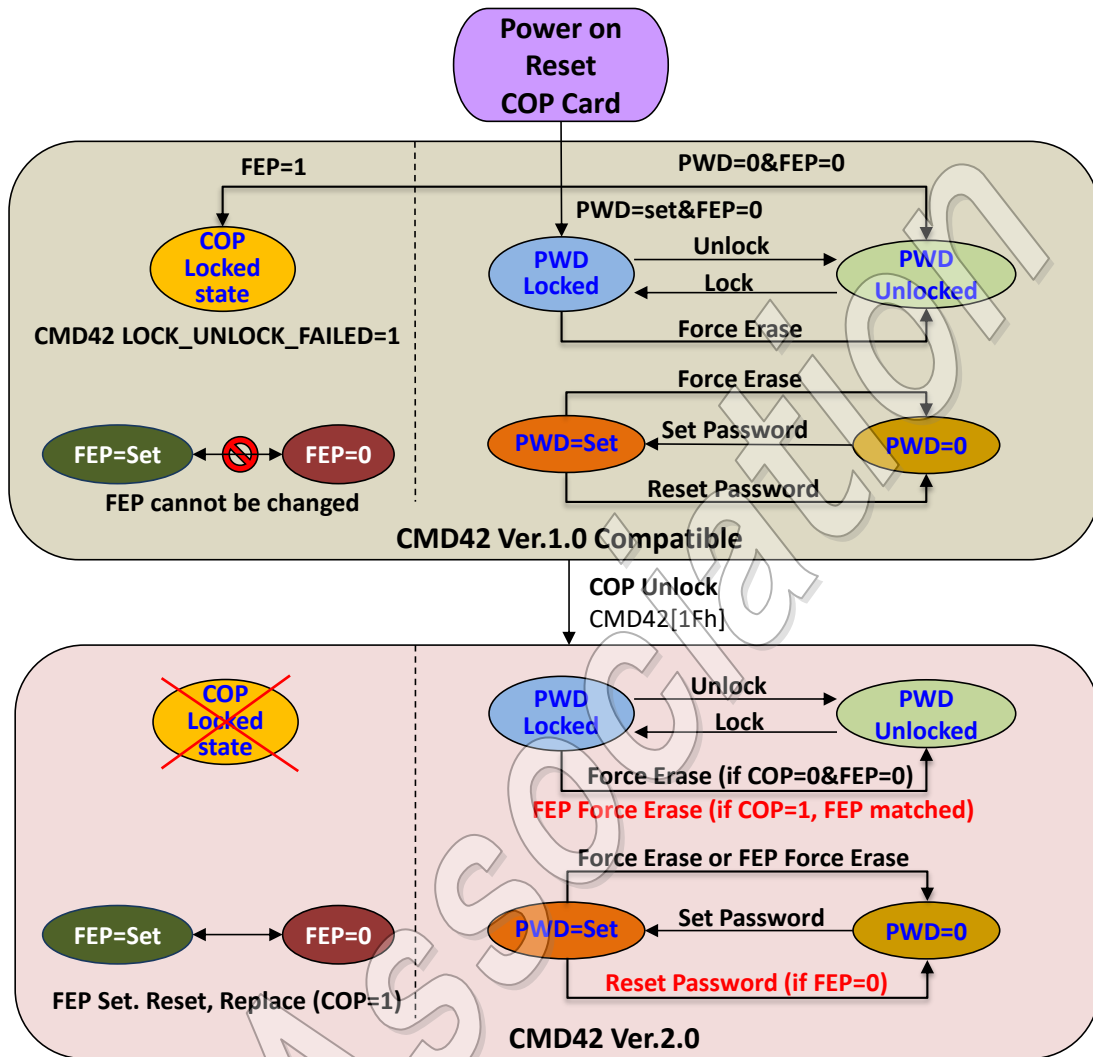 Power on
Reset
COP Card
FEP=1
PWD=0&FEP=0
PWD=set&FEP=0
COP
Locked
state
PWD
Locked
Unlock
Lock
PWD
Unlocked
CMD42 LOCK_UNLOCK_FAILED=1
Force Erase
Force Erase
FEP=Set
FEP=0
PWD=Set
Set Password
PWD=0
FEP cannot be changed
Reset Password
CMD42 Ver.1.0 Compatible
COP Unlock
CMD42[1Fh]
COP
Locked
state
PWD
Locked
Unlock
Lock
PWD
Unlocked
Force Erase (if COP=0&FEP=0)
FEP Force Erase (if COP=1, FEP matched)
Force Erase or FEP Force Erase
FEP=Set
FEP=0
PWD=Set
Set Password
PWD=0
FEP Set. Reset, Replace (COP=1)
Reset Password (if FEP=0)
CMD42 Ver.2.0
Association